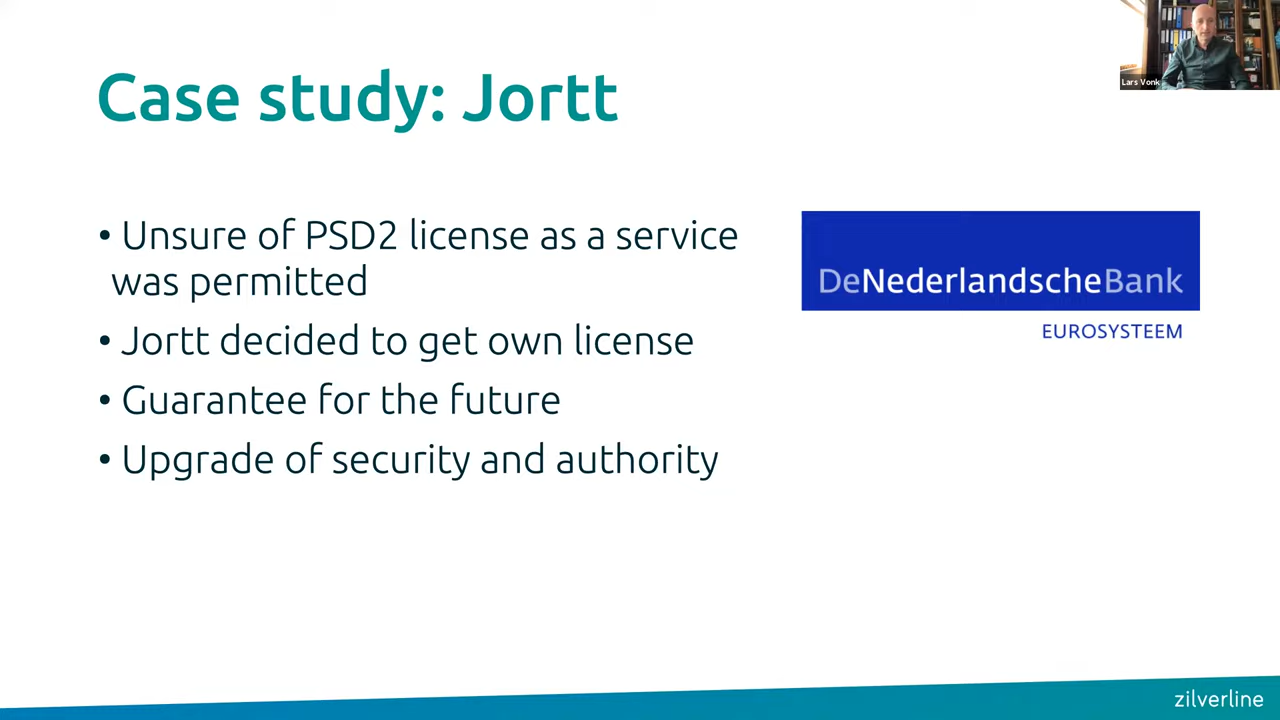 Case study: Jortt
Lars Vonk
• Unsure of PSD2 license as a service
was permitted
• Jortt decided to get own license
• Guarantee for the future
• Upgrade of security and authority
DeNederlandscheBank
EUROSYSTEEM
zilverline